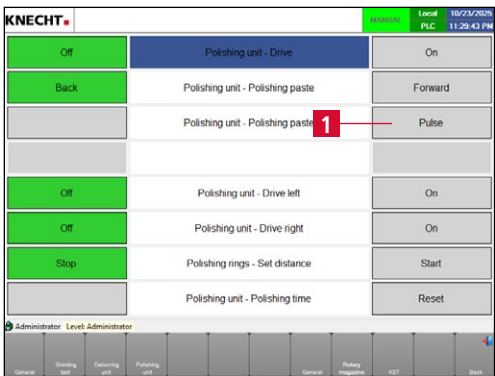 KNECHT.
MANUAL
Local
PLC
10/23/2025
11:29:43 PM
Off
Polishing unit - Drive
On
Back
Polishing unit - Polishing paste
Forward
Polishing unit - Polishing paste
1
Pulse
Off
Polishing unit - Drive left
On
Off
Polishing unit - Drive right
On
Stop
Polishing rings - Set distance
Start
Polishing unit - Polishing time
Reset
Administrator Level: Administrator
General
Grinding belt
Deburring unit
Polishing unit
General
Rotary magazine
KST
Back